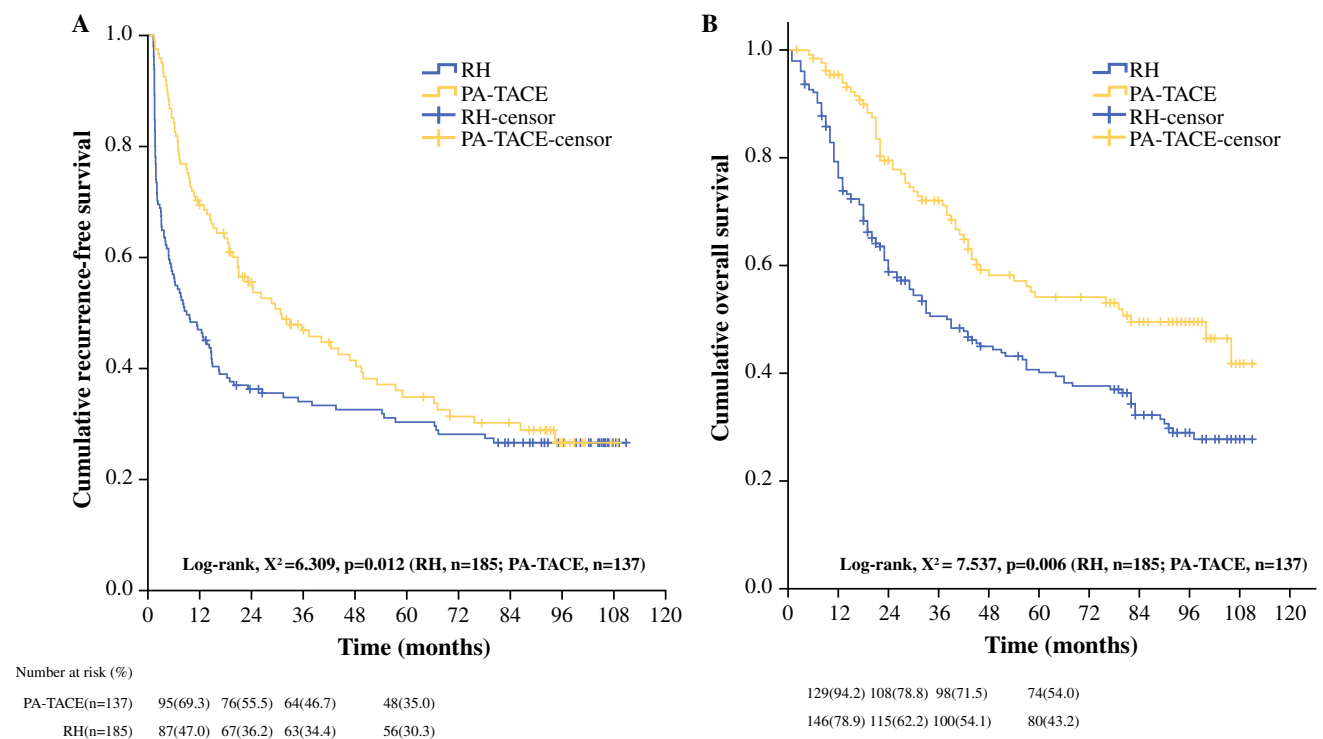 A
Cumulative recurrence-free survival
1.0
0.8
0.6
0.4
0.2
0.0
RH
PA-TACE
RH-censor
PA-TACE-censor
Log-rank, X²=6.309, p=0.012 (RH, n=185; PA-TACE, n=137)
0 12 24 36 48 60 72 84 96 108 120
Time (months)
Number at risk (%)
PA-TACE(n=137) 95(69.3) 76(55.5) 64(46.7) 48(35.0)
RH(n=185) 87(47.0) 67(36.2) 63(34.4) 56(30.3)
B
Cumulative overall survival
1.0
0.8
0.6
0.4
0.2
0.0
RH
PA-TACE
RH-censor
PA-TACE-censor
Log-rank, X²= 7.537, p=0.006 (RH, n=185; PA-TACE, n=137)
0 12 24 36 48 60 72 84 96 108 120
Time (months)
129(94.2) 108(78.8) 98(71.5) 74(54.0)
146(78.9) 115(62.2) 100(54.1) 80(43.2)